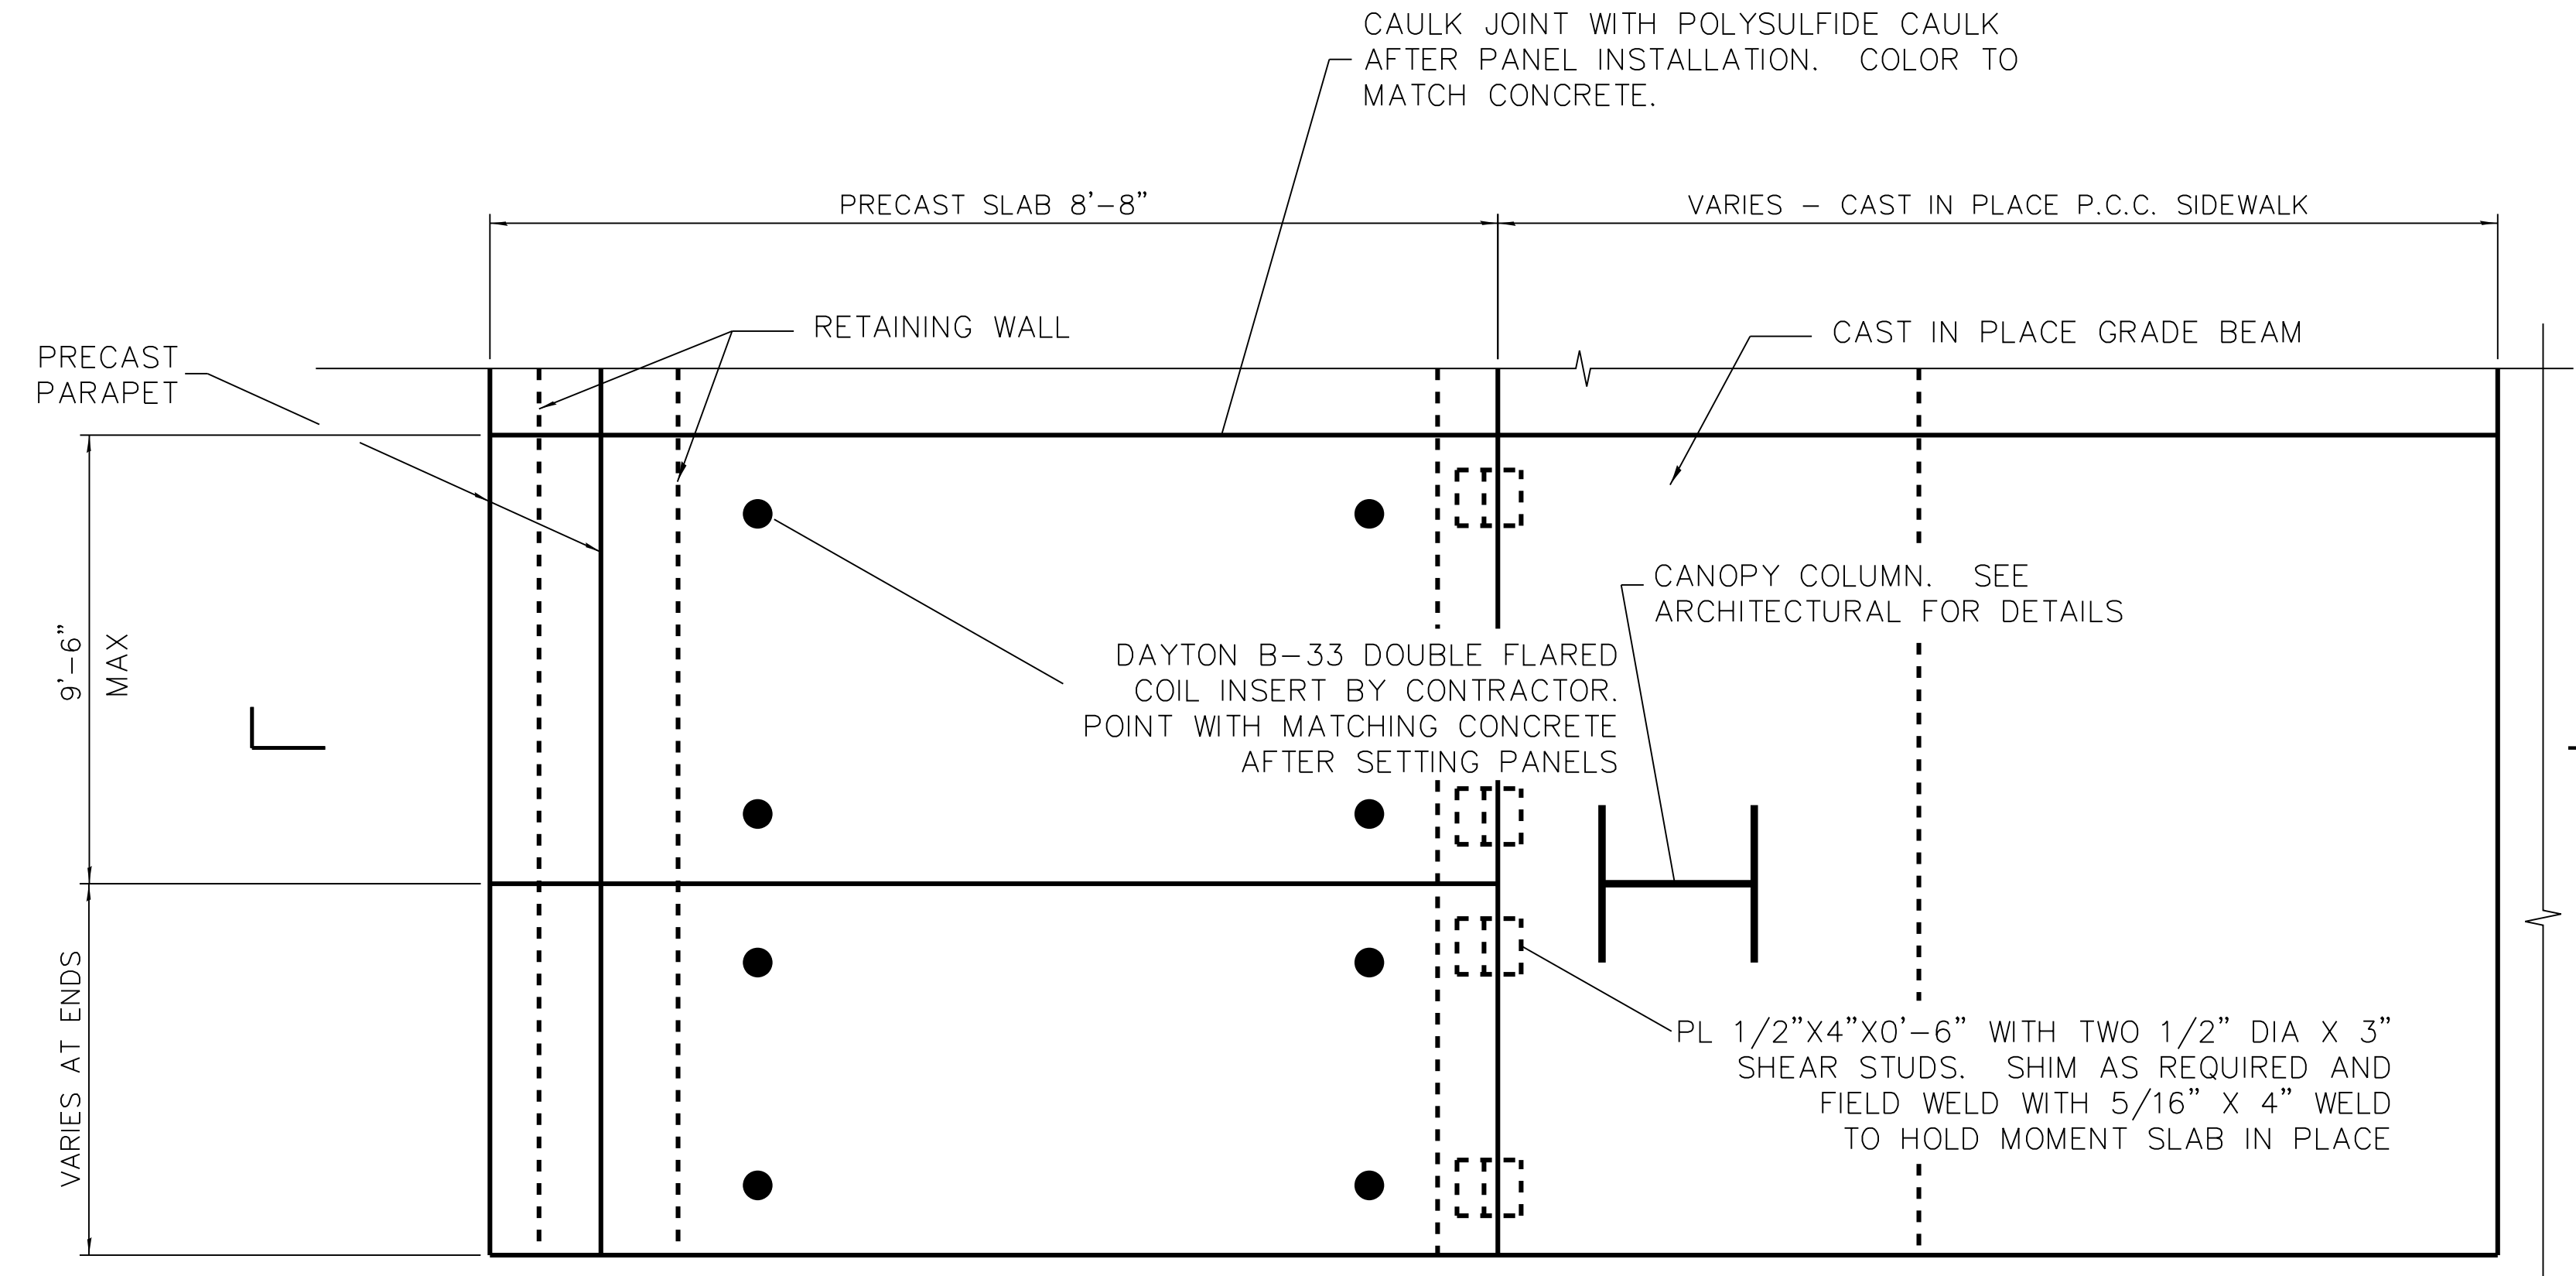 CAULK JOINT WITH POLYSULFIDE CAULK
AFTER PANEL INSTALLATION. COLOR TO
MATCH CONCRETE.
PRECAST SLAB 8'-8"
VARIES - CAST IN PLACE P.C.C. SIDEWALK
RETAINING WALL
CAST IN PLACE GRADE BEAM
PRECAST
PARAPET
CANOPY COLUMN. SEE
ARCHITECTURAL FOR DETAILS
9'-6"
MAX
DAYTON B-33 DOUBLE FLARED
COIL INSERT BY CONTRACTOR.
POINT WITH MATCHING CONCRETE
AFTER SETTING PANELS
VARIES AT ENDS
PL 1/2"X4"X0'-6" WITH TWO 1/2" DIA X 3"
SHEAR STUDS. SHIM AS REQUIRED AND
FIELD WELD WITH 5/16" X 4" WELD
TO HOLD MOMENT SLAB IN PLACE